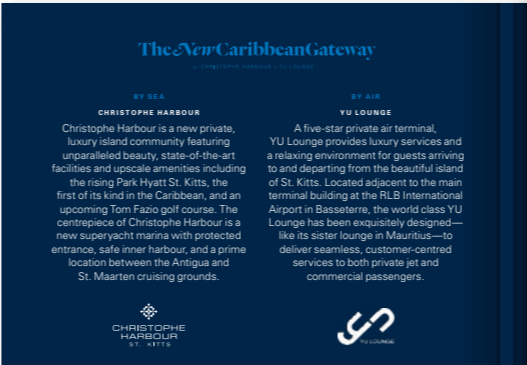 The New Caribbean Gateway
BY CHRISTOPHE HARBOUR & YU LOUNGE
BY SEA
CHRISTOPHE HARBOUR
Christophe Harbour is a new private,
luxury island community featuring
unparalleled beauty, state-of-the-art
facilities and upscale amenities including
the rising Park Hyatt St. Kitts, the
first of its kind in the Caribbean, and an
upcoming Tom Fazio golf course. The
centrepiece of Christophe Harbour is a
new superyacht marina with protected
entrance, safe inner harbour, and a prime
location between the Antigua and
St. Maarten cruising grounds.
CHRISTOPHE
HARBOUR
ST. KITTS
BY AIR
YU LOUNGE
A five-star private air terminal,
YU Lounge provides luxury services and
a relaxing environment for guests arriving
to and departing from the beautiful island
of St. Kitts. Located adjacent to the main
terminal building at the RLB International
Airport in Basseterre, the world class YU
Lounge has been exquisitely designed—
like its sister lounge in Mauritius—to
deliver seamless, customer-centred
services to both private jet and
commercial passengers.
YU LOUNGE